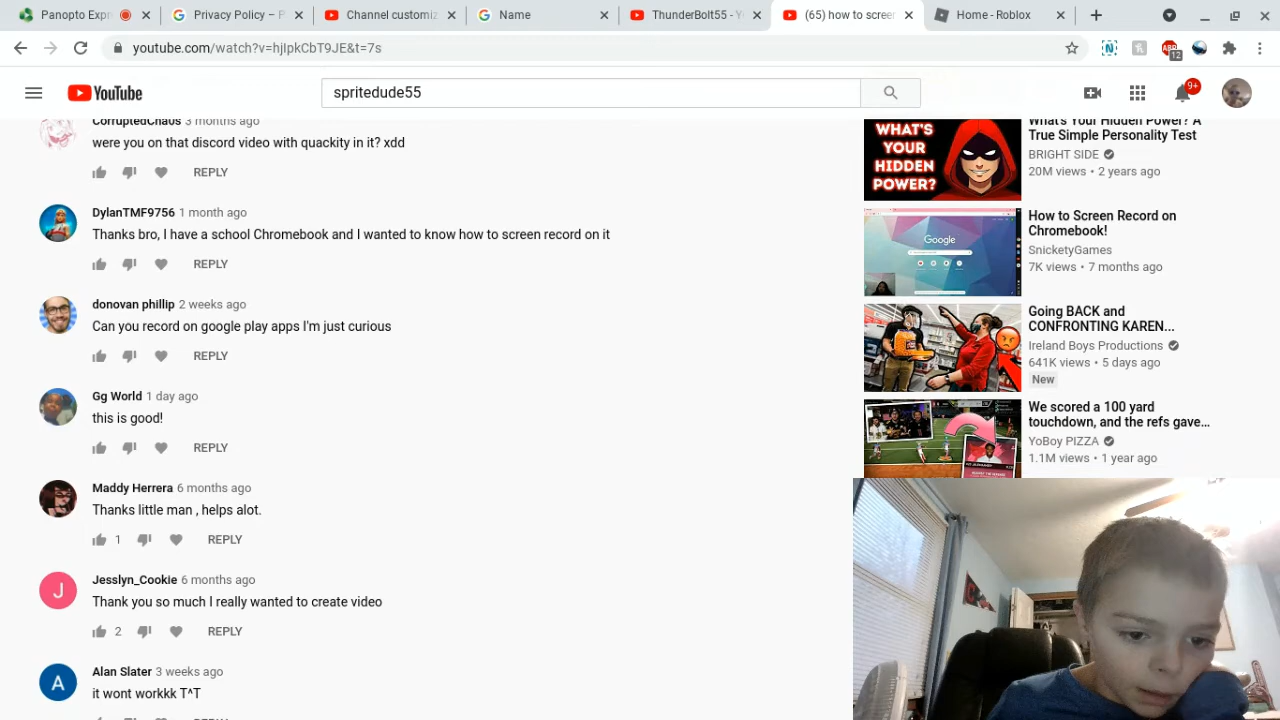 YouTube customiz
Google play - P
Channel customiz
Name
ThunderBolt55 - Y
(65) how to screen
Home - Roblox
youtube.com/watch?v=hjIpkCbT9JE&t=7s
12
YouTube
spritedude55
9+
CorruptedCha0s 3 months ago
were you on that discord video with quackity in it? xdd
REPLY
DylanTMF9756 1 month ago
Thanks bro, I have a school Chromebook and I wanted to know how to screen record on it
REPLY
donovan phillip 2 weeks ago
Can you record on google play apps I'm just curious
REPLY
Gg World 1 day ago
this is good!
REPLY
Maddy Herrera 6 months ago
Thanks little man , helps alot.
1 REPLY
J
Jesslyn_Cookie 6 months ago
Thank you so much I really wanted to create video
2 REPLY
A
Alan Slater 3 weeks ago
it wont workkk T^T
WHAT'S
YOUR
HIDDEN
POWER?
What's Your Hidden Power? A
True Simple Personality Test
BRIGHT SIDE
20M views • 2 years ago
Google
How to Screen Record on
Chromebook!
SnicketyGames
7K views • 7 months ago
Going BACK and
CONFRONTING KAREN...
Ireland Boys Productions
641K views • 5 days ago
New
We scored a 100 yard
touchdown, and the refs gave...
YoBoy PIZZA
1.1M views • 1 year ago